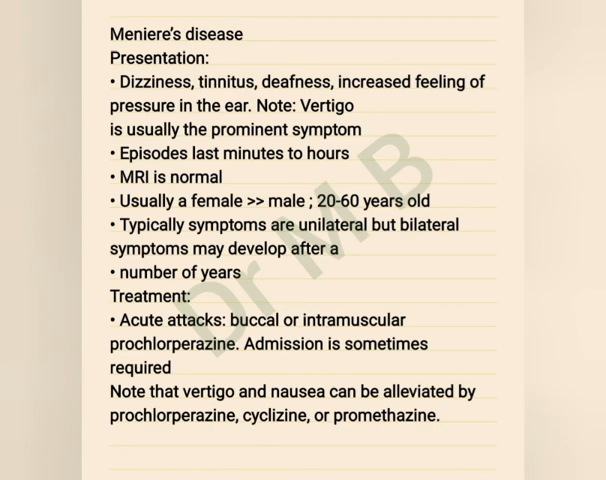 Meniere's disease
Presentation:
• Dizziness, tinnitus, deafness, increased feeling of
pressure in the ear. Note: Vertigo
is usually the prominent symptom
• Episodes last minutes to hours
• MRI is normal
• Usually a female >> male ; 20-60 years old
• Typically symptoms are unilateral but bilateral
symptoms may develop after a
• number of years
Treatment:
• Acute attacks: buccal or intramuscular
prochlorperazine. Admission is sometimes
required
Note that vertigo and nausea can be alleviated by
prochlorperazine, cyclizine, or promethazine.
Dr M B